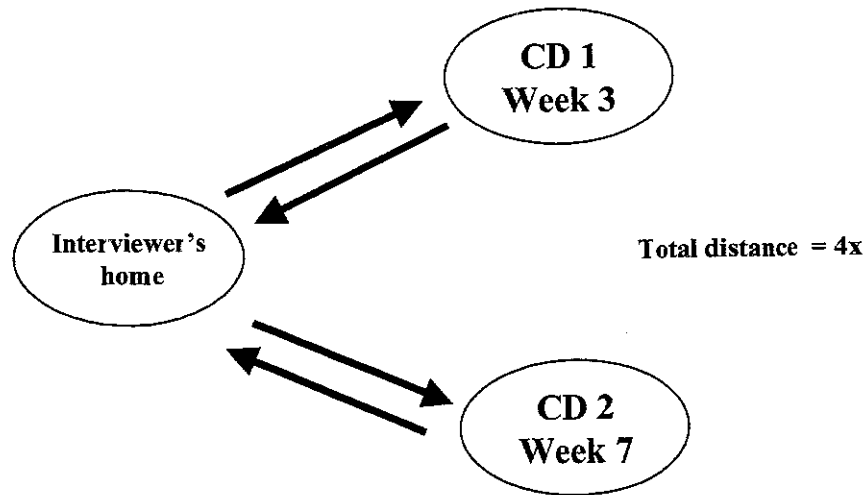 CD 1
Week 3
Interviewer's
home
Total distance = 4x
CD 2
Week 7